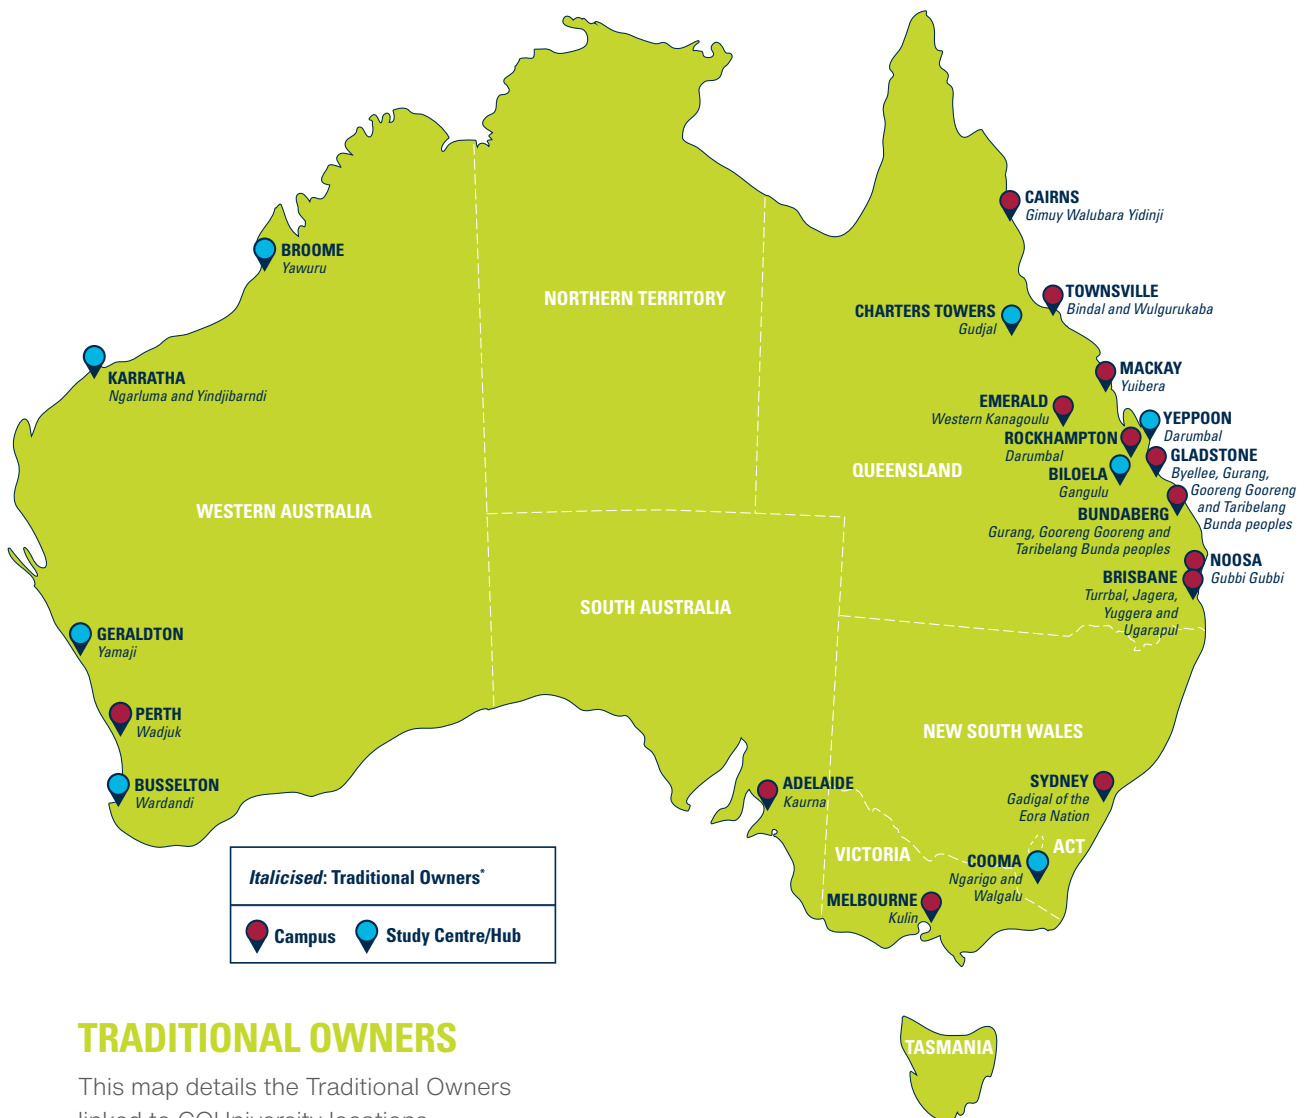 CAIRNS
Gimuy Walubara Yidinji
BROOME
Yawuru
NORTHERN TERRITORY
TOWNSVILLE
Bindal and Wulgurukaba
CHARTERS TOWERS
Gudjal
KARRATHA
Ngarluma and Yindjibarndi
MACKAY
Yuibera
EMERALD
Western Kanagoulu
YEPPOON
Darumbal
ROCKHAMPTON
Darumbal
GLADSTONE
Byellee, Gurang,
Gooreng Gooreng
and Taribelang
Bunda peoples
QUEENSLAND
BILOELA
Gangulu
WESTERN AUSTRALIA
BUNDABERG
Gurang, Gooreng Gooreng and
Taribelang Bunda peoples
NOOSA
Gubbi Gubbi
BRISBANE
Turrbal, Jagera,
Yuggera and
Ugarapul
SOUTH AUSTRALIA
GERALDTON
Yamaji
PERTH
Wadjuk
NEW SOUTH WALES
BUSSELTON
Wardandi
ADELAIDE
Kaurna
SYDNEY
Gadigal of the
Eora Nation
VICTORIA
ACT
COOMA
Ngarigo and
Walgalu
MELBOURNE
Kulin
Italicised: Traditional Owners*
Campus
Study Centre/Hub
TRADITIONAL OWNERS
TASMANIA
This map details the Traditional Owners
linked to CQUniversity locations